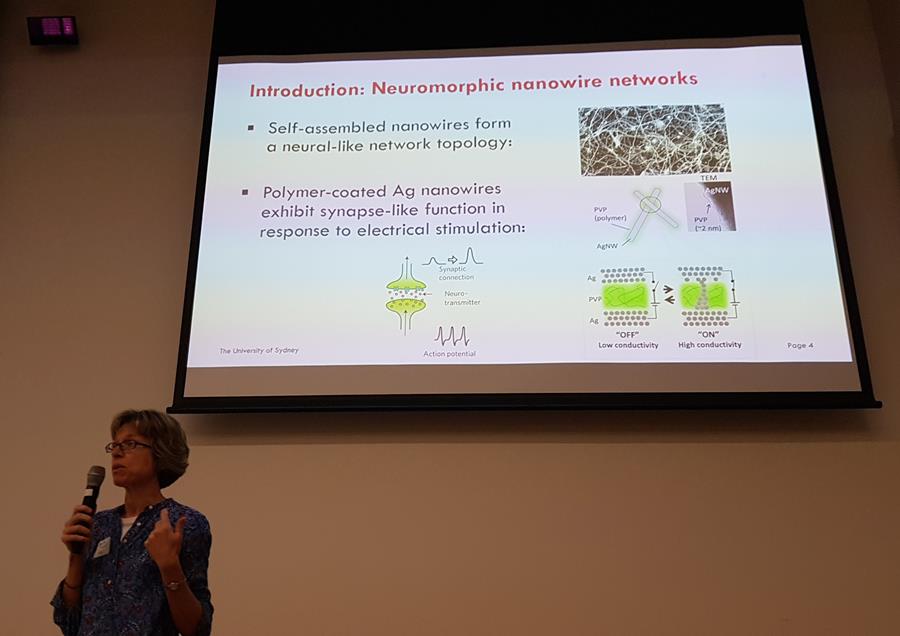 Introduction: Neuromorphic nanowire networks
▪ Self-assembled nanowires form
a neural-like network topology:
▪ Polymer-coated Ag nanowires
exhibit synapse-like function in
response to electrical stimulation:
Synaptic
connection
Neuro-
transmitter
Action potential
TEM
AgNW
PVP
(~2 nm)
PVP
(polymer)
AgNW
Ag
PVP
Ag
"OFF"
Low conductivity
"ON"
High conductivity
The University of Sydney
Page 4